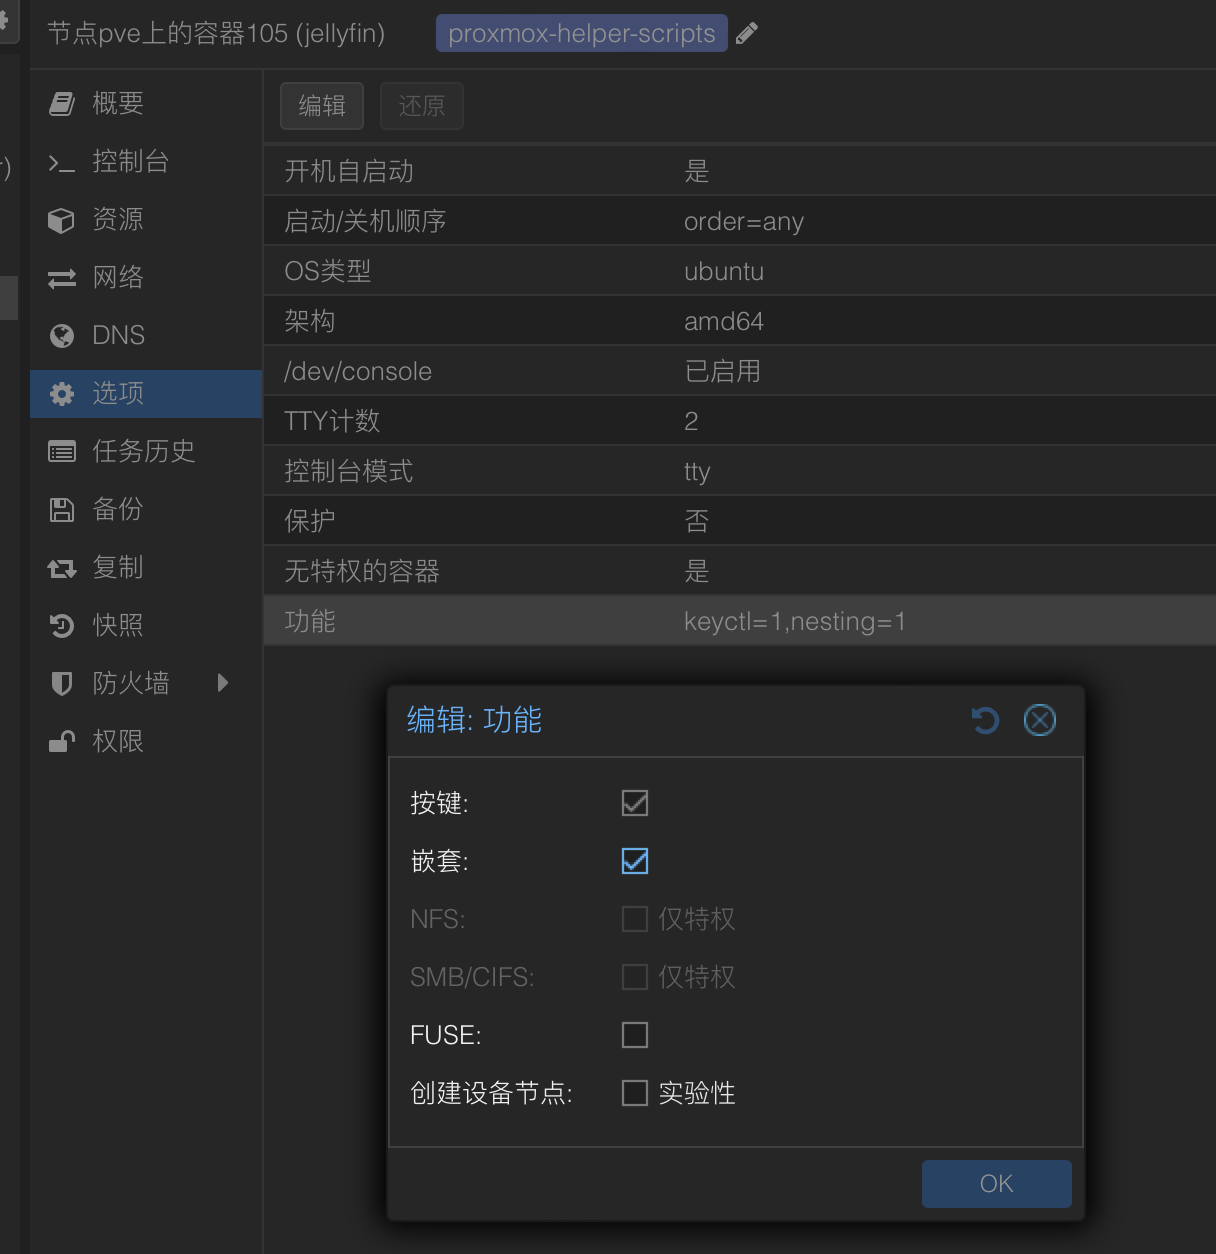 节点pve上的容器105 (jellyfin)
proxmox-helper-scripts
概要
控制台
资源
网络
DNS
选项
任务历史
备份
复制
快照
防火墙
权限
编辑
还原
开机自启动 是
启动/关机顺序 order=any
OS类型 ubuntu
架构 amd64
/dev/console 已启用
TTY计数 2
控制台模式 tty
保护 否
无特权的容器 是
功能 keyctl=1,nesting=1
编辑: 功能
按键:
嵌套:
NFS: 仅特权
SMB/CIFS: 仅特权
FUSE:
创建设备节点: 实验性
OK